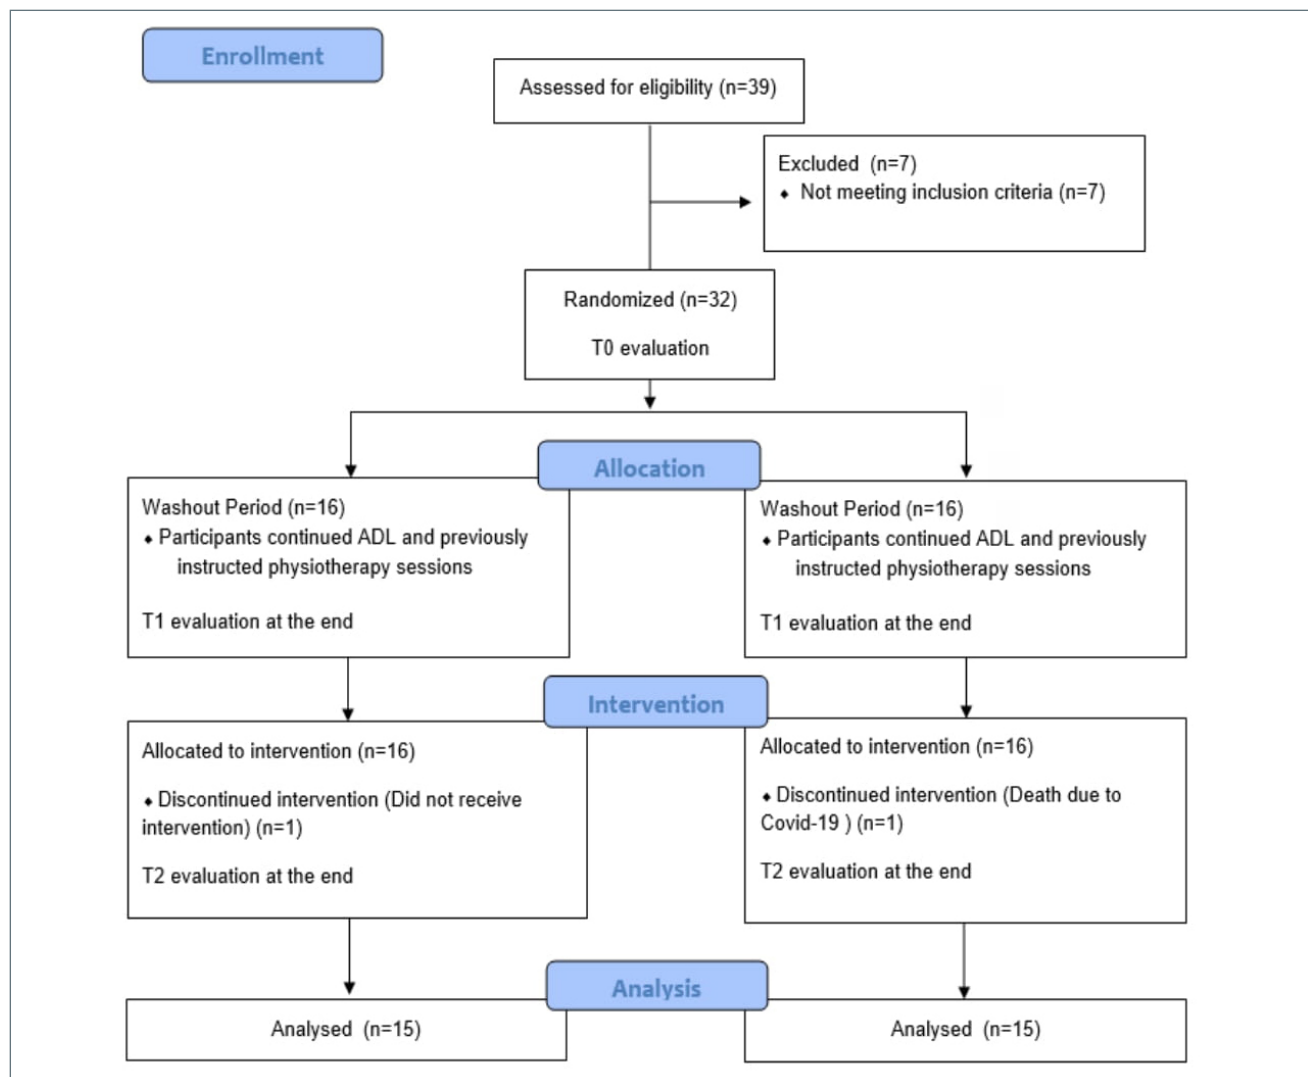 Enrollment
Assessed for eligibility (n=39)
Excluded (n=7)
⬧ Not meeting inclusion criteria (n=7)
Randomized (n=32)
T0 evaluation
Allocation
Washout Period (n=16)
⬧ Participants continued ADL and previously
instructed physiotherapy sessions
T1 evaluation at the end
Washout Period (n=16)
⬧ Participants continued ADL and previously
instructed physiotherapy sessions
T1 evaluation at the end
Intervention
Allocated to intervention (n=16)
⬧ Discontinued intervention (Did not receive
intervention) (n=1)
T2 evaluation at the end
Allocated to intervention (n=16)
⬧ Discontinued intervention (Death due to
Covid-19 ) (n=1)
T2 evaluation at the end
Analysis
Analysed (n=15)
Analysed (n=15)